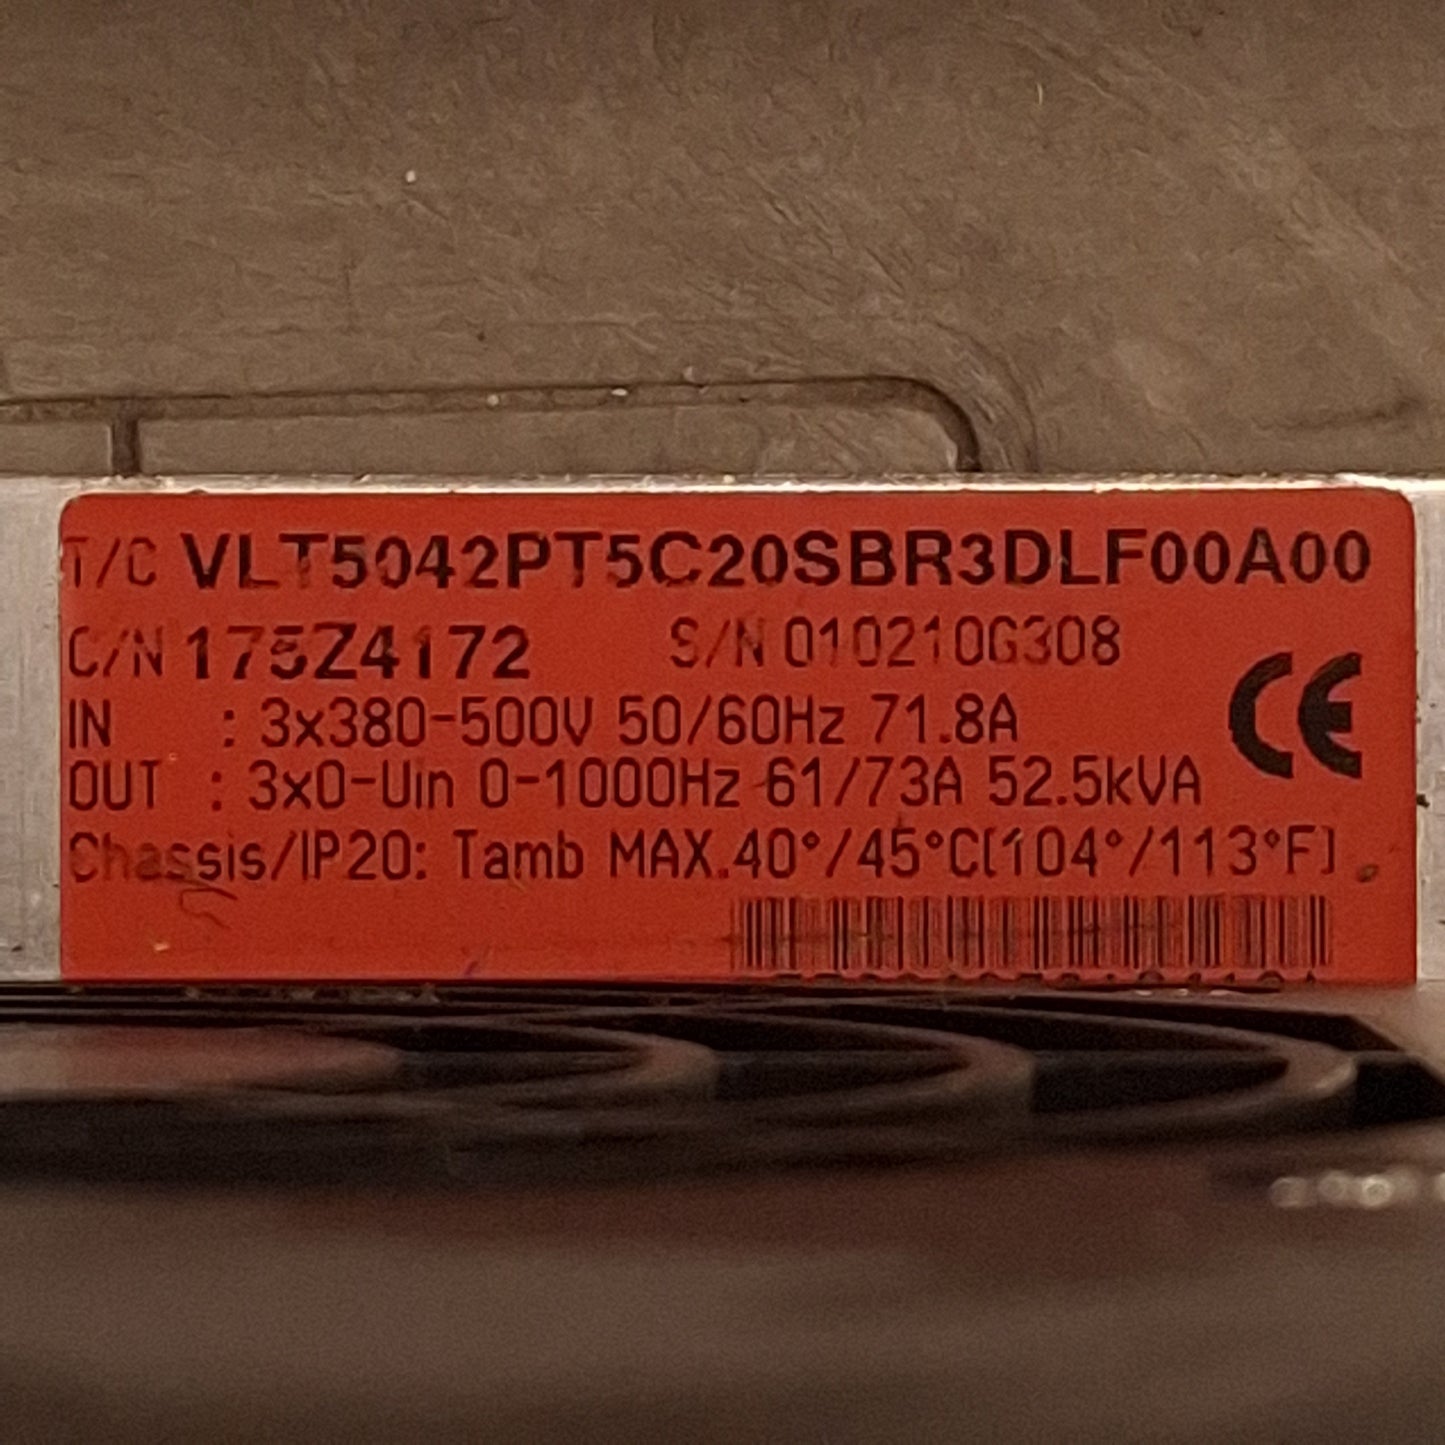 T/C VLT5042PT5C20SBR3DLF00A00
C/N 175Z4172 S/N 010210G308
IN : 3x380-500V 50/60Hz 71.8A
OUT : 3x0-Uin 0-1000Hz 61/73A 52.5kVA
CE
Chassis/IP20: Tamb MAX.40°/45°C(104°/113°F)